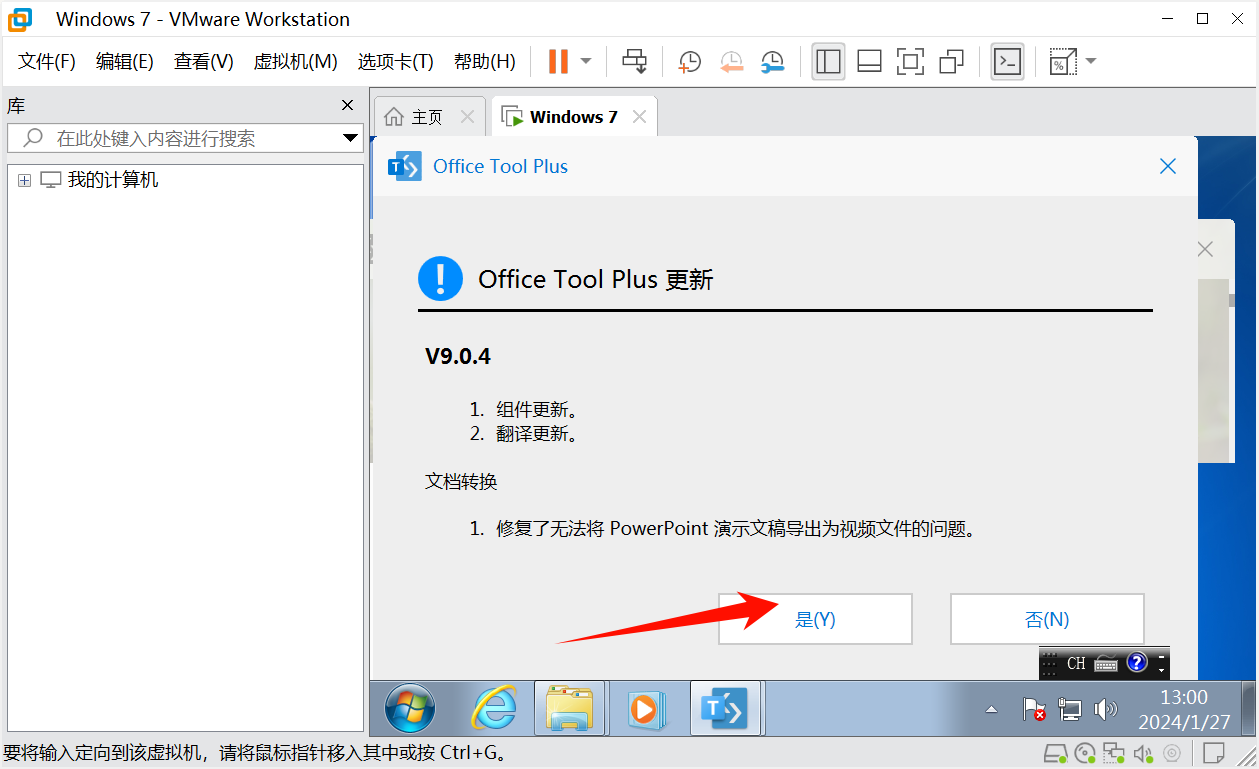 Windows 7 - VMware Workstation
文件(F) 编辑(E) 查看(V) 虚拟机(M) 选项卡(T) 帮助(H)
库
主页
Windows 7
在此处键入内容进行搜索
我的计算机
Office Tool Plus
Office Tool Plus 更新
V9.0.4
1. 组件更新。
2. 翻译更新。
文档转换
1. 修复了无法将 PowerPoint 演示文稿导出为视频文件的问题。
是(Y)
否(N)
CH
13:00
2024/1/27
要将输入定向到该虚拟机，请将鼠标指针移入其中或按 Ctrl+G。